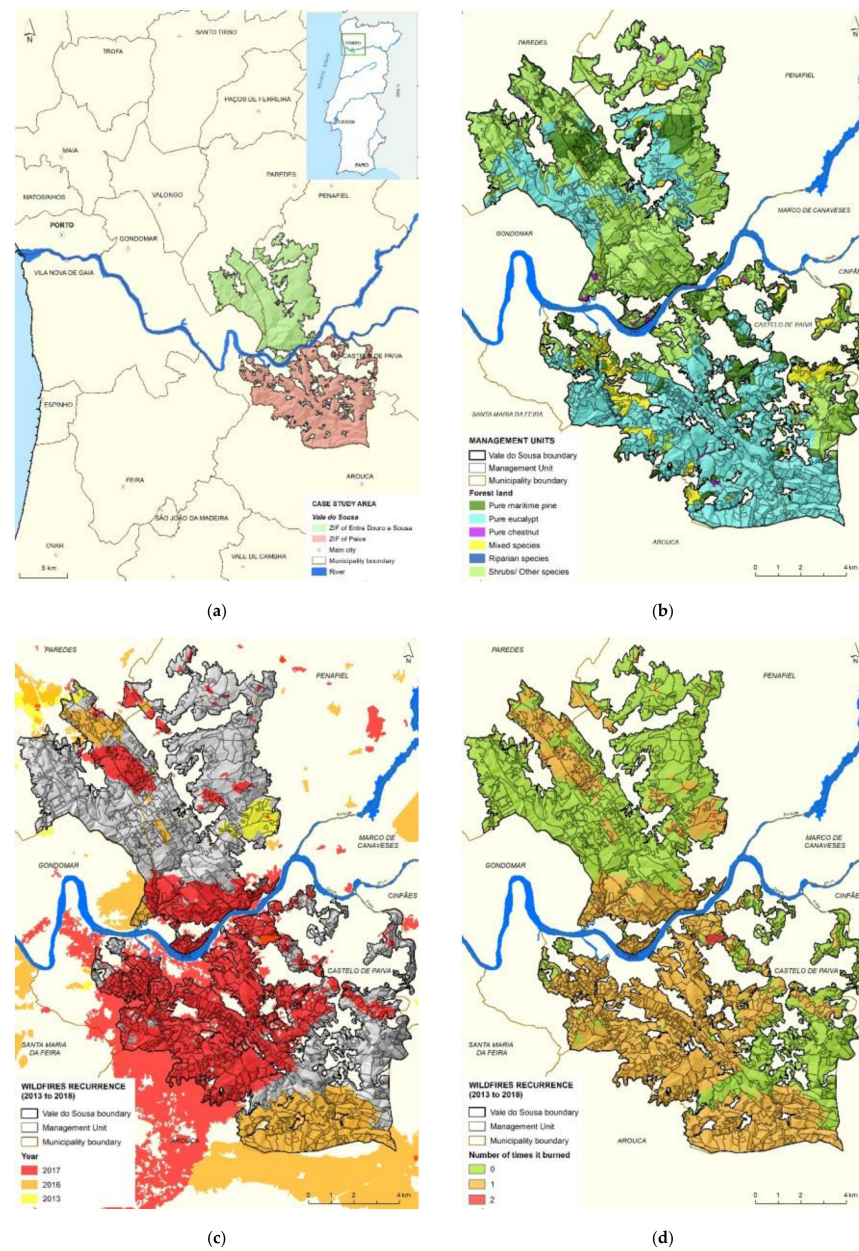 N
SANTO TIRSO
TROFA
PORTO
LISBOA
FARO
PAÇOS DE FERREIRA
MAIA
PAREDES
VALONGO
PENAFIEL
MATOSINHOS
PORTO
GONDOMAR
VILA NOVA DE GAIA
CASTELO DE PAIVA
ESPINHO
AROUCA
FEIRA
SÃO JOÃO DA MADEIRA
OVAR
VALE DE CAMBRA
5 km
CASE STUDY AREA
Vale do Sousa
ZIF of Entre Douro e Sousa
ZIF of Paiva
Main city
Municipality boundary
River
(a)
N
PAREDES
PENAFIEL
MARCO DE CANAVESES
GONDOMAR
CINFÃES
CASTELO DE PAIVA
SANTA MARIA DA FEIRA
AROUCA
MANAGEMENT UNITS
Vale do Sousa boundary
Management Unit
Municipality boundary
Forest land
Pure maritime pine
Pure eucalypt
Pure chestnut
Mixed species
Riparian species
Shrubs/ Other species
0 1 2 4 km
(b)
N
PAREDES
PENAFIEL
MARCO DE
CANAVESES
GONDOMAR
CINFÃES
CASTELO DE PAIVA
SANTA MARIA
DA FEIRA
AROUCA
WILDFIRES RECURRENCE
(2013 to 2018)
Vale do Sousa boundary
Management Unit
Municipality boundary
Year
2017
2016
2013
0 1 2 4 km
(c)
N
PAREDES
PENAFIEL
MARCO DE
CANAVESES
GONDOMAR
CINFÃES
CASTELO DE PAIVA
SANTA MARIA
DA FEIRA
AROUCA
WILDFIRES RECURRENCE
(2013 to 2018)
Vale do Sousa boundary
Management Unit
Municipality boundary
Number of times it burned
0
1
2
0 1 2 4 km
(d)